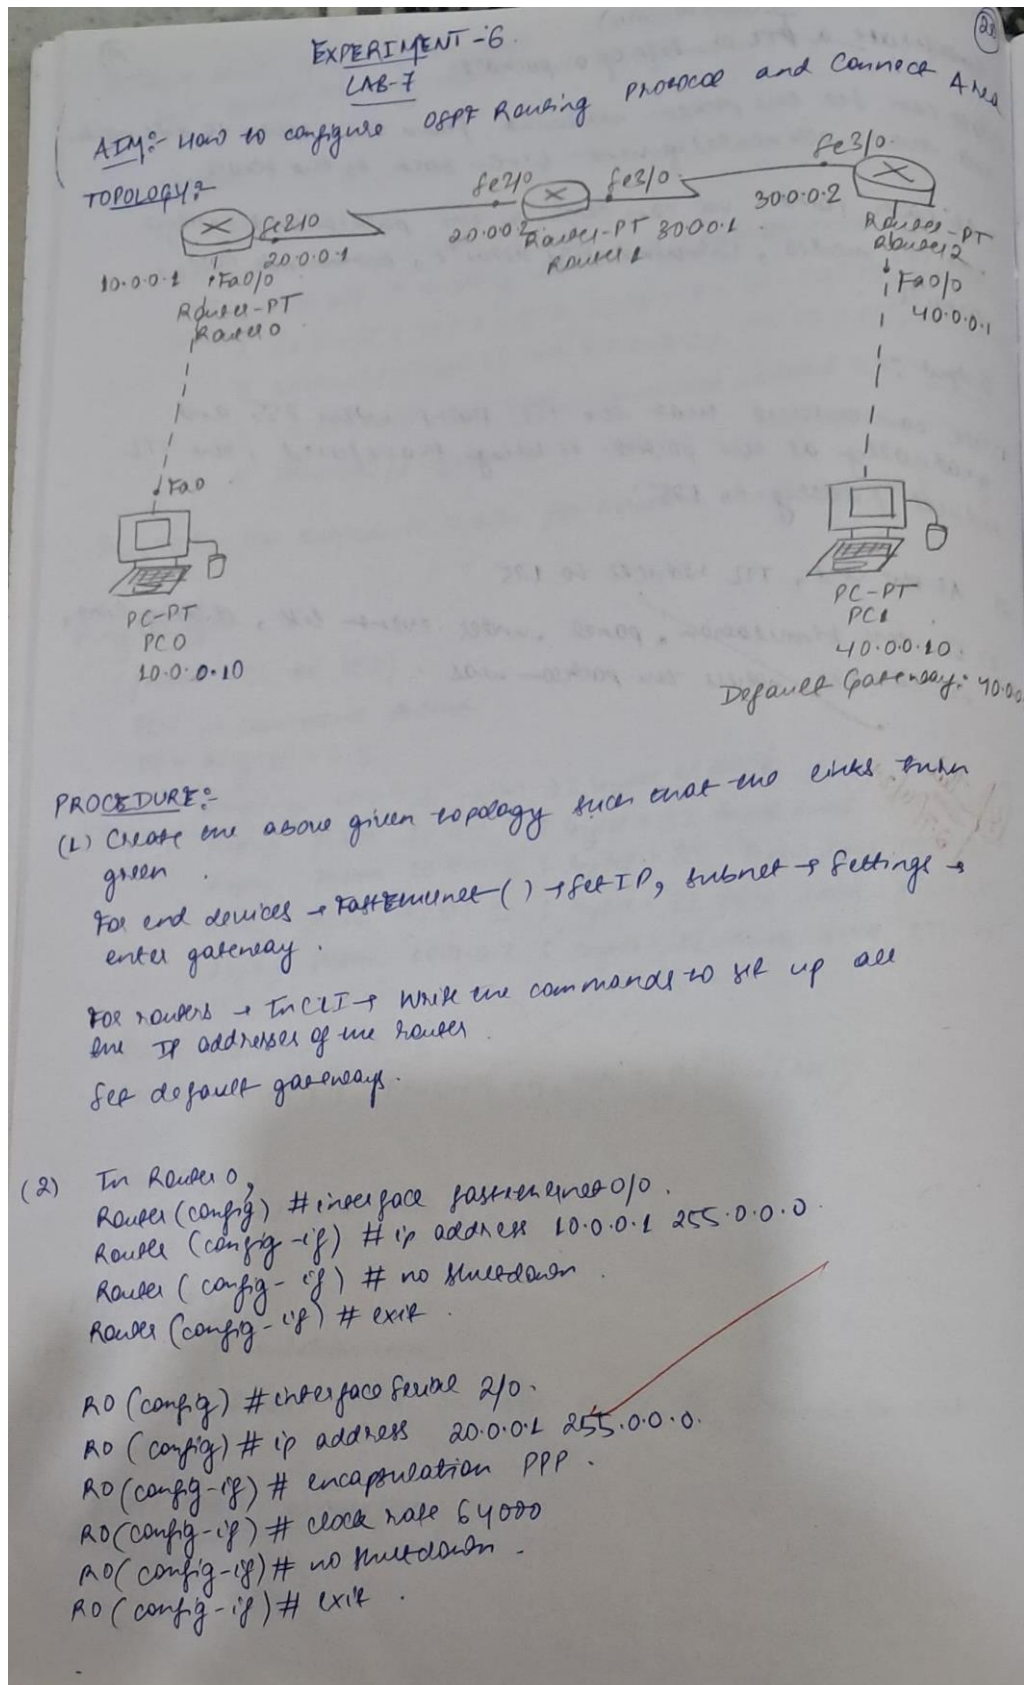 23
EXPERIMENT - 6.
LAB-7
AIM:- How to configure OSPF Routing Protocol and Connect Area
TOPOLOGY:-
Se2/0
20.0.0.1
10.0.0.1 Fa0/0
Router-PT
Router0
Se2/0
20.0.0.2
Se3/0
Router-PT 30.0.0.1
Router1
Se3/0
30.0.0.2
Router-PT
Router2
Fa0/0
40.0.0.1
Fa0
PC-PT
PC0
10.0.0.10
PC-PT
PC1
40.0.0.10
Default Gateway: 40.0.0
PROCEDURE:-
(1) Create the above given topology such that the links turn
green.
For end devices → FastEthernet() → Set IP, subnet → Settings →
enter gateway.
For routers → In CLI → Write the commands to set up all
the IP addresses of the router.
Set default gateways.
(2) In Router 0,
Router (config) # interface fastethernet 0/0.
Router (config-if) # ip address 10.0.0.1 255.0.0.0.
Router (config-if) # no shutdown.
Router (config-if) # exit.
R0 (config) # interface serial 2/0.
R0 (config) # ip address 20.0.0.1 255.0.0.0.
R0 (config-if) # encapsulation PPP.
R0 (config-if) # clock rate 64000
R0 (config-if) # no shutdown.
R0 (config-if) # exit.